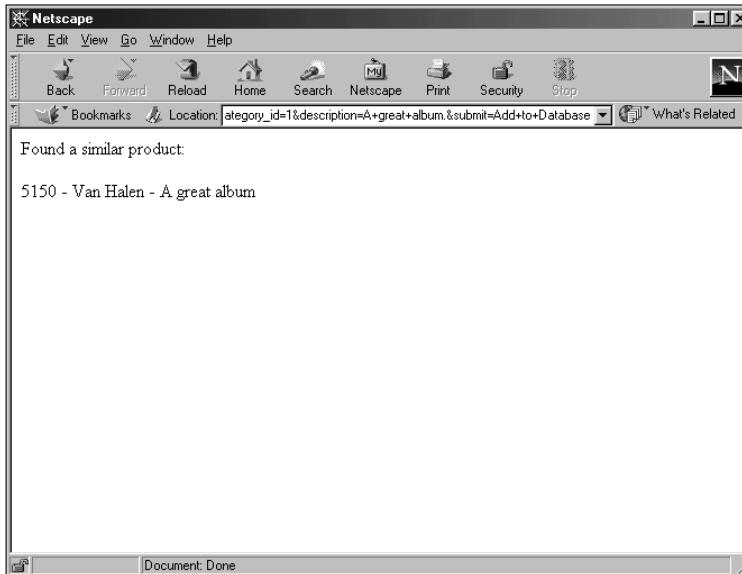 Netscape
File Edit View Go Window Help
My
N
Back Forward Reload Home Search Netscape Print Security Stop
Bookmarks Location: ategory_id=1&description=A+great+album.&submit=Add+to+Database What's Related
Found a similar product:
5150 - Van Halen - A great album
Document: Done